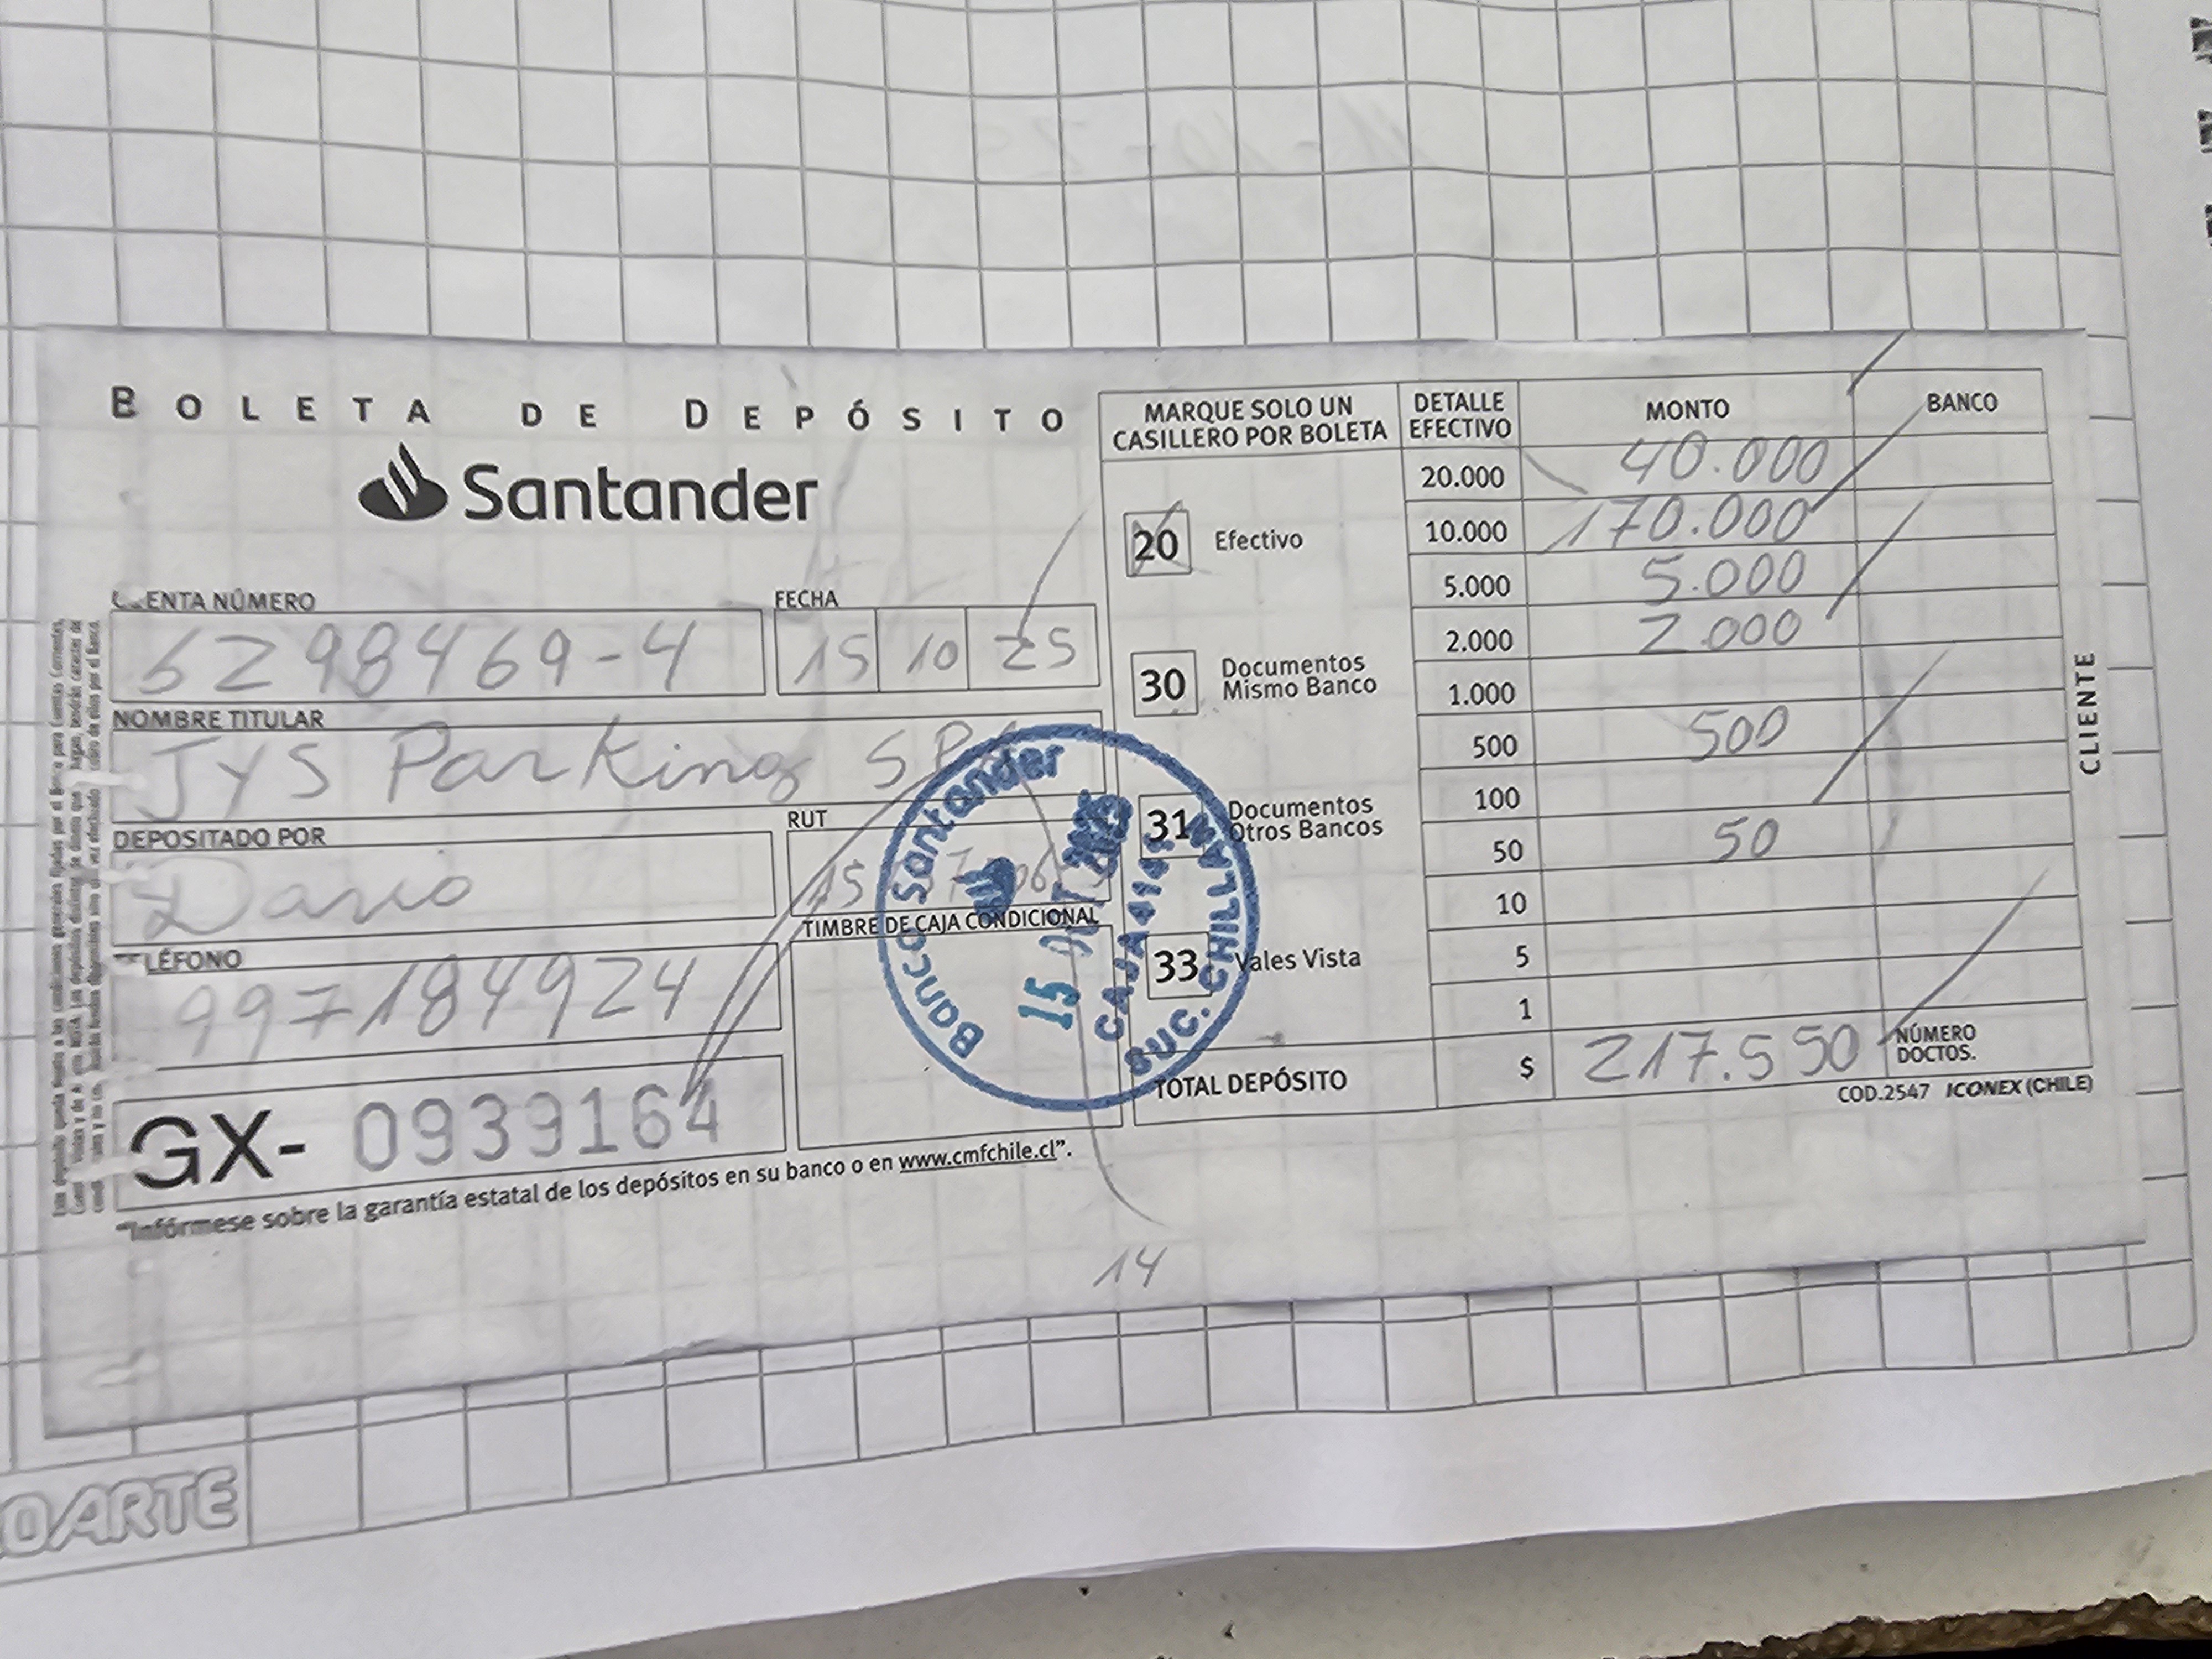 BOLETA DE DEPÓSITO
Santander
CUENTA NÚMERO
6298469-4
FECHA
15 10 25
NOMBRE TITULAR
JYS Parking SPA
DEPOSITADO POR
Dario
RUT
TELÉFONO
997184924
TIMBRE DE CAJA CONDICIONAL
GX- 0939164
"Infórmese sobre la garantía estatal de los depósitos en su banco o en www.cmfchile.cl".
MARQUE SOLO UN
CASILLERO POR BOLETA
20 Efectivo
30 Documentos
Mismo Banco
31 Documentos
Otros Bancos
33 Vales Vista
DETALLE
EFECTIVO
MONTO
BANCO
20.000 40.000
10.000 170.000
5.000 5.000
2.000 2.000
1.000
500 500
100
50 50
10
5
1
TOTAL DEPÓSITO $ 217.550
NÚMERO
DOCTOS.
COD.2547 ICONEX (CHILE)
CLIENTE
Banco Santander
15 OCT 2025
SUC. CHILLAN
14
OARTE